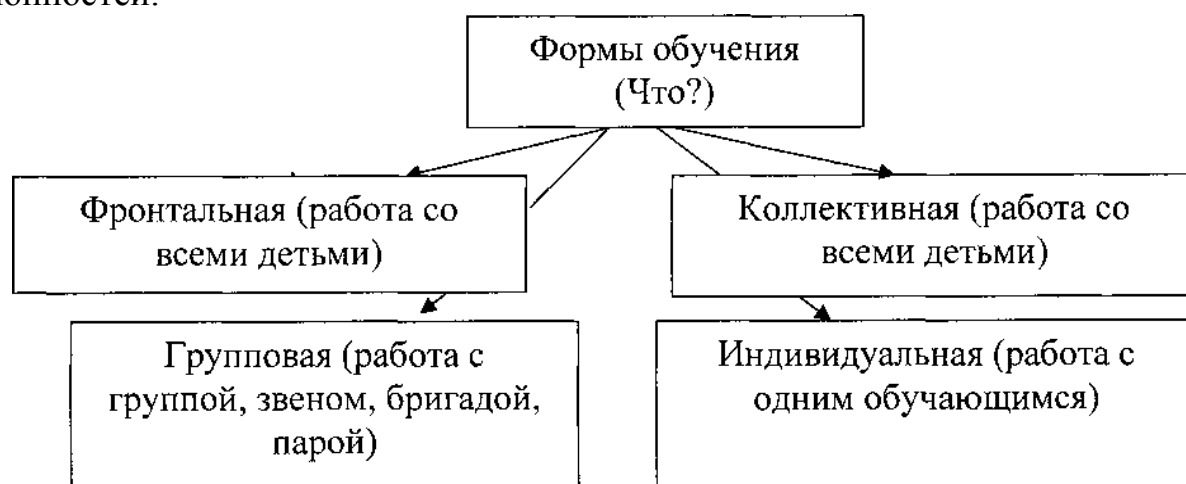 Формы обучения
(Что?)
Фронтальная (работа со
всеми детьми)
Коллективная (работа со
всеми детьми)
Групповая (работа с
группой, звеном, бригадой,
парой)
Индивидуальная (работа с
одним обучающимся)